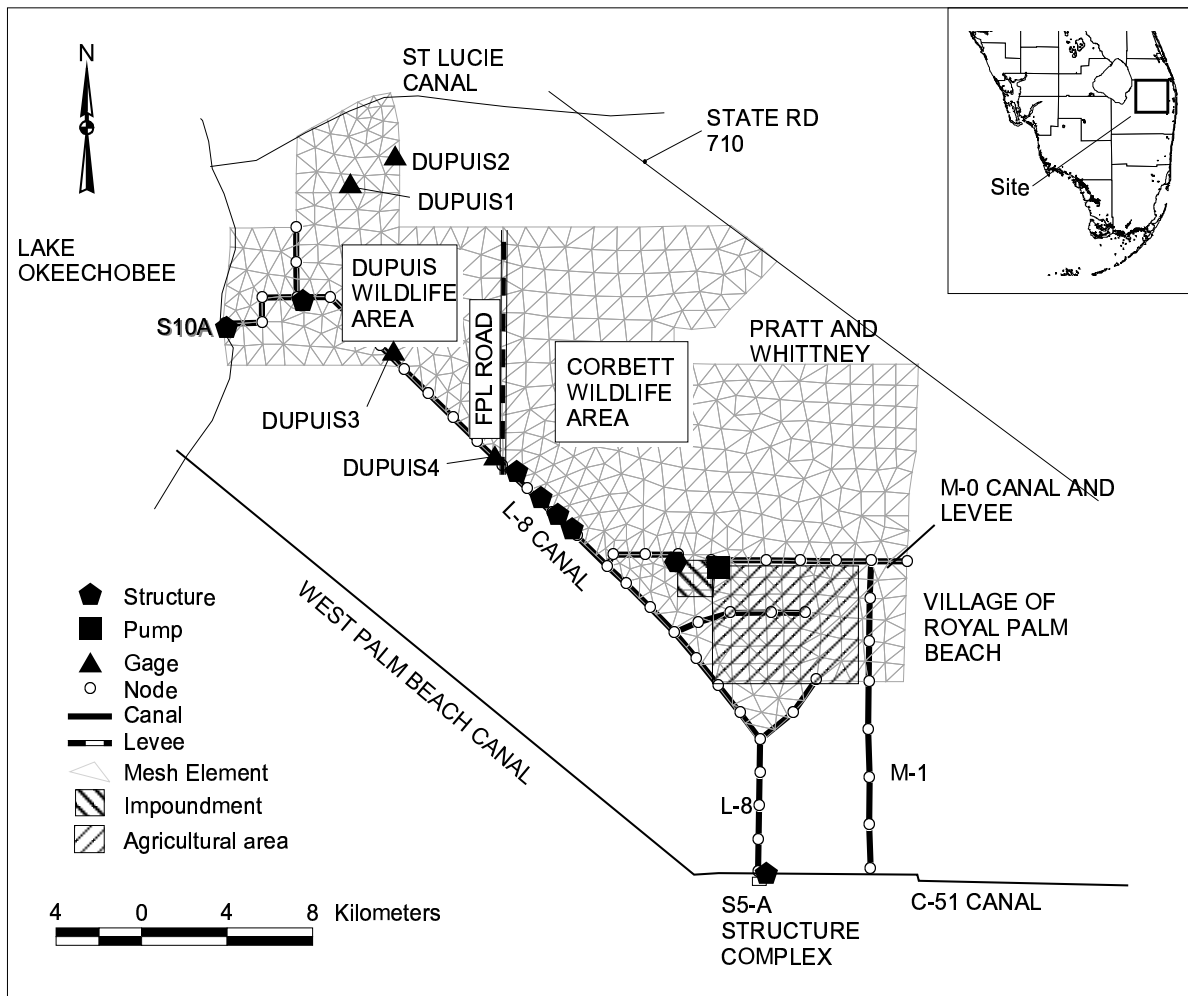 N
ST LUCIE
CANAL
STATE RD
710
Site
DUPUIS2
DUPUIS1
LAKE
OKEECHOBEE
DUPUIS
WILDLIFE
AREA
S10A
FPL ROAD
PRATT AND
WHITTNEY
CORBETT
WILDLIFE
AREA
DUPUIS3
DUPUIS4
M-0 CANAL AND
LEVEE
L-8 CANAL
WEST PALM BEACH CANAL
VILLAGE OF
ROYAL PALM
BEACH
Structure
Pump
Gage
Node
Canal
Levee
Mesh Element
Impoundment
Agricultural area
L-8
M-1
4 0 4 8 Kilometers
S5-A
STRUCTURE
COMPLEX
C-51 CANAL